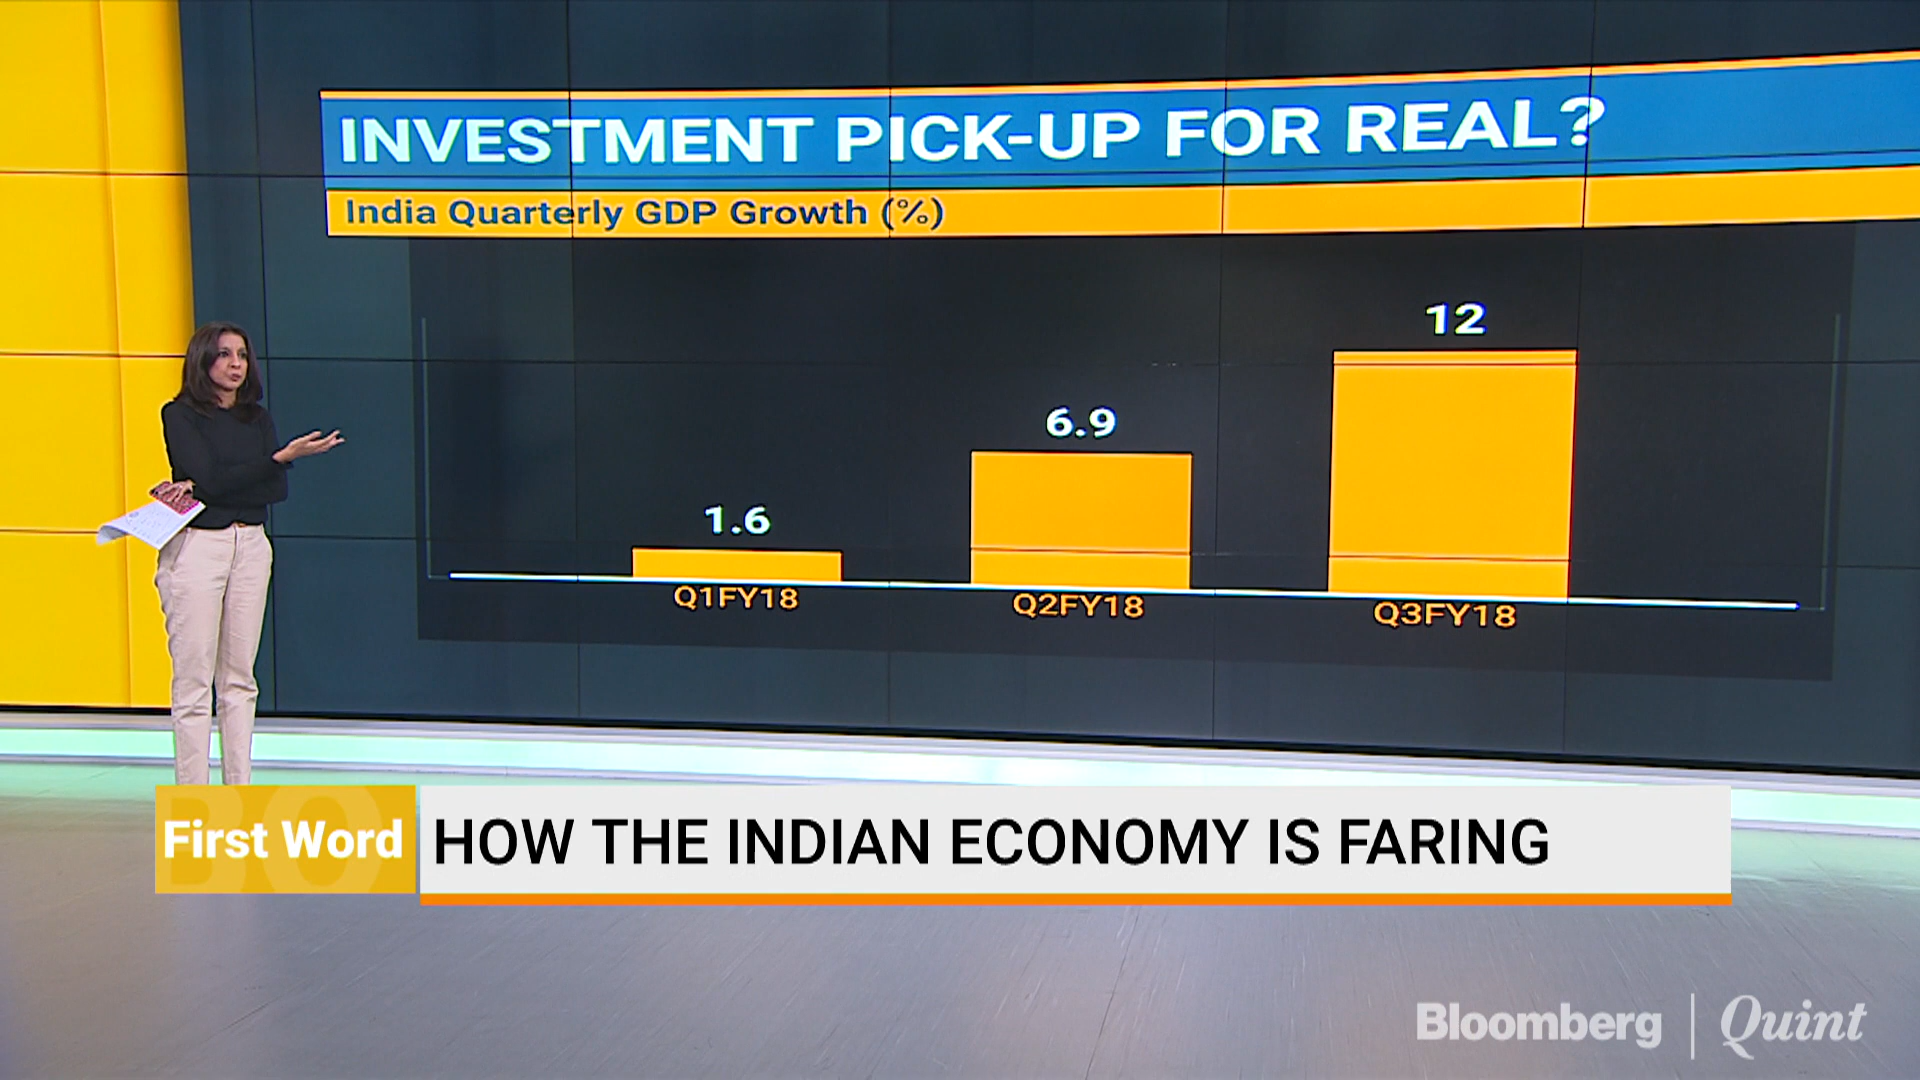 INVESTMENT PICK-UP FOR REAL?
India Quarterly GDP Growth (%)
12
6.9
1.6
Q1FY18
Q2FY18
Q3FY18
First Word
HOW THE INDIAN ECONOMY IS FARING
Bloomberg | Quint